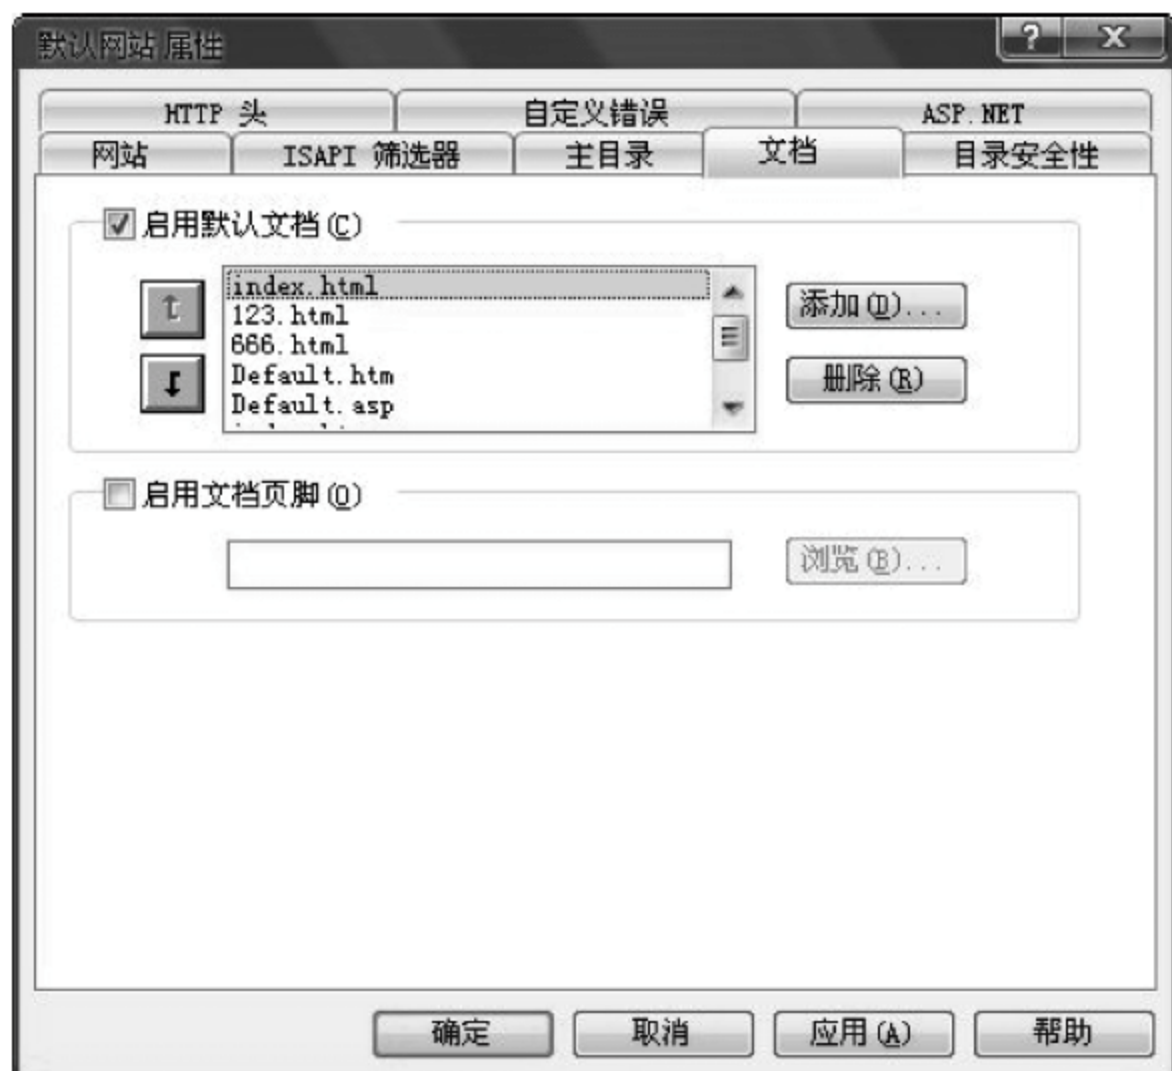 默认网站 属性
HTTP 头 自定义错误 ASP.NET
网站 ISAPI 筛选器 主目录 文档 目录安全性
启用默认文档(C)
index.html
123.html
666.html
Default.htm
Default.asp
添加(D)...
删除(R)
启用文档页脚(O)
浏览(B)...
确定 取消 应用(A) 帮助